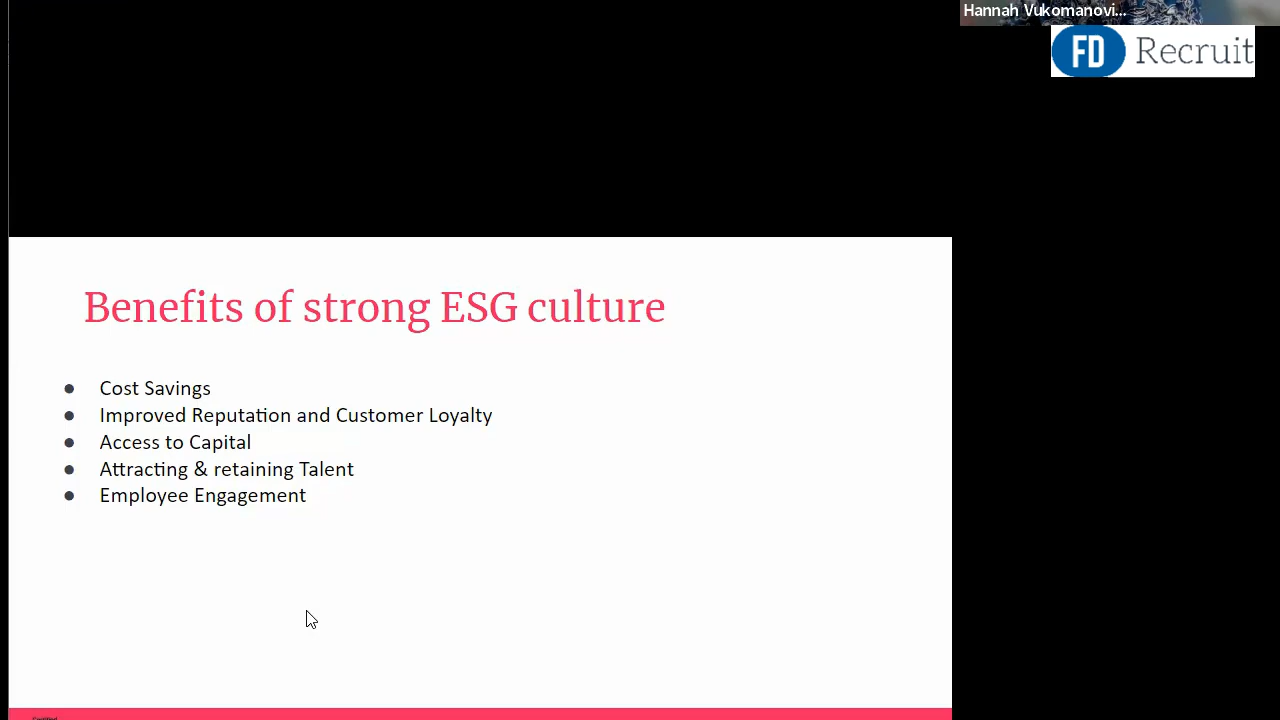 Hannah Vukomanovi...
FD Recruit
Benefits of strong ESG culture
● Cost Savings
● Improved Reputation and Customer Loyalty
● Access to Capital
● Attracting & retaining Talent
● Employee Engagement